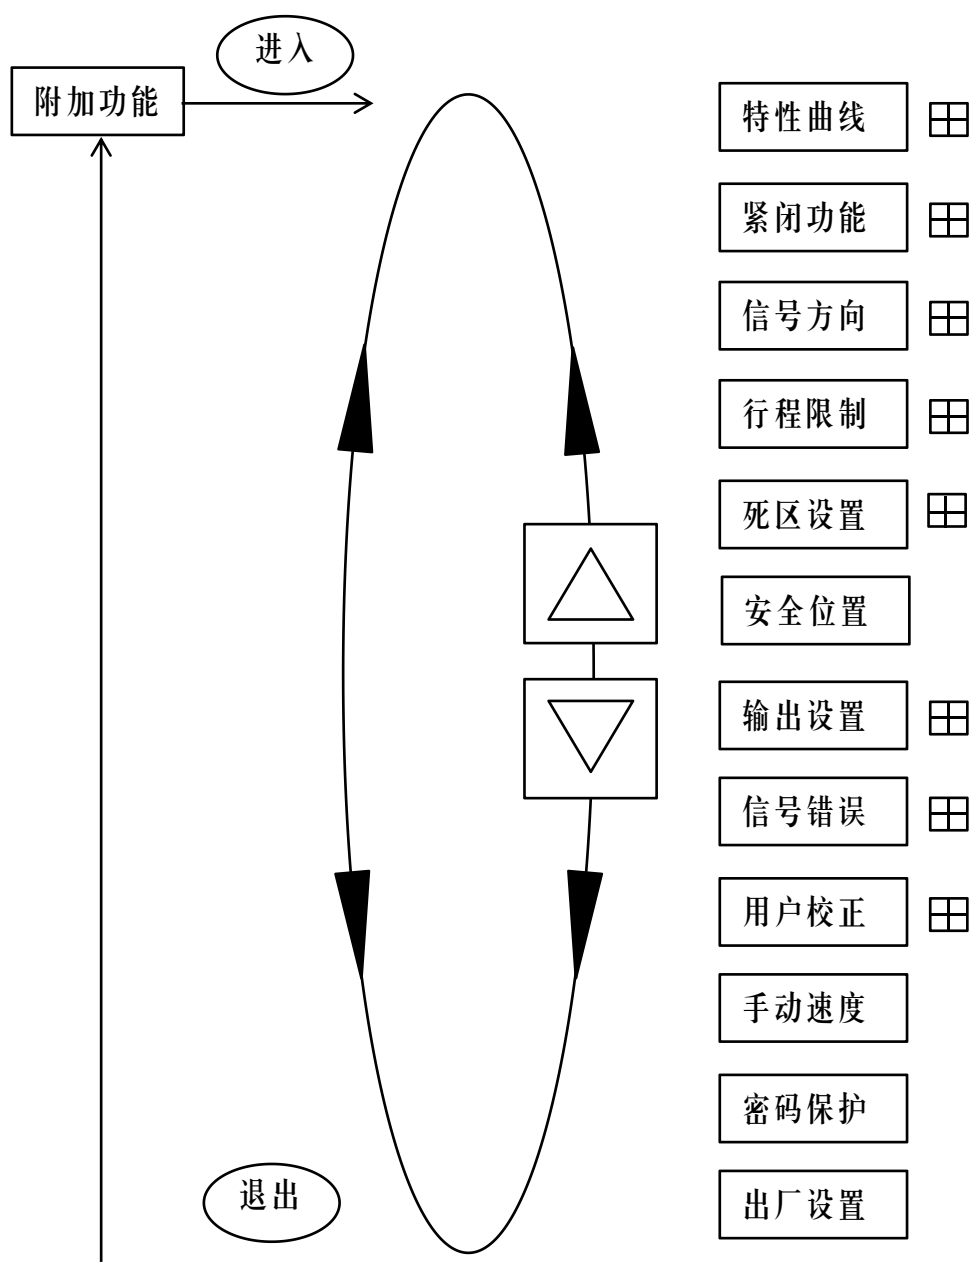 进入
附加功能
特性曲线
紧闭功能
信号方向
行程限制
死区设置
安全位置
输出设置
信号错误
用户校正
手动速度
密码保护
退出
出厂设置